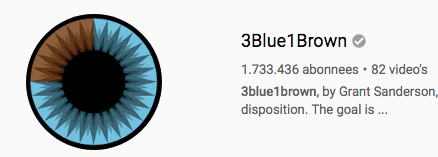 3Blue1Brown
1.733.436 abonnees • 82 video's
3blue1brown, by Grant Sanderson,
disposition. The goal is ...